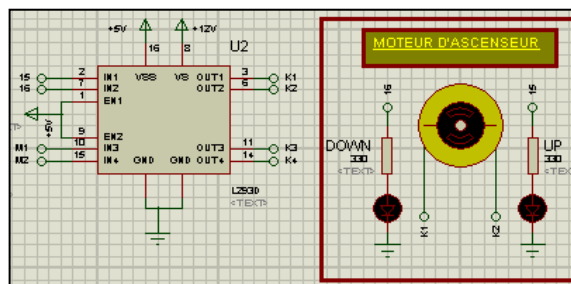 +5V +12V
16 8 U2
15 2 IN1 VSS VS OUT1 3 K1
16 7 IN2 OUT2 6 K2
1 EN1
+5V
9 EN2
M1 10 IN3 OUT3 11 K3
M2 15 IN4 GND GND OUT4 14 K4
L293D
<TEXT>
MOTEUR D'ASCENSEUR
16 15
DOWN UP
330 330
<TEXT> <TEXT>
K1 K2